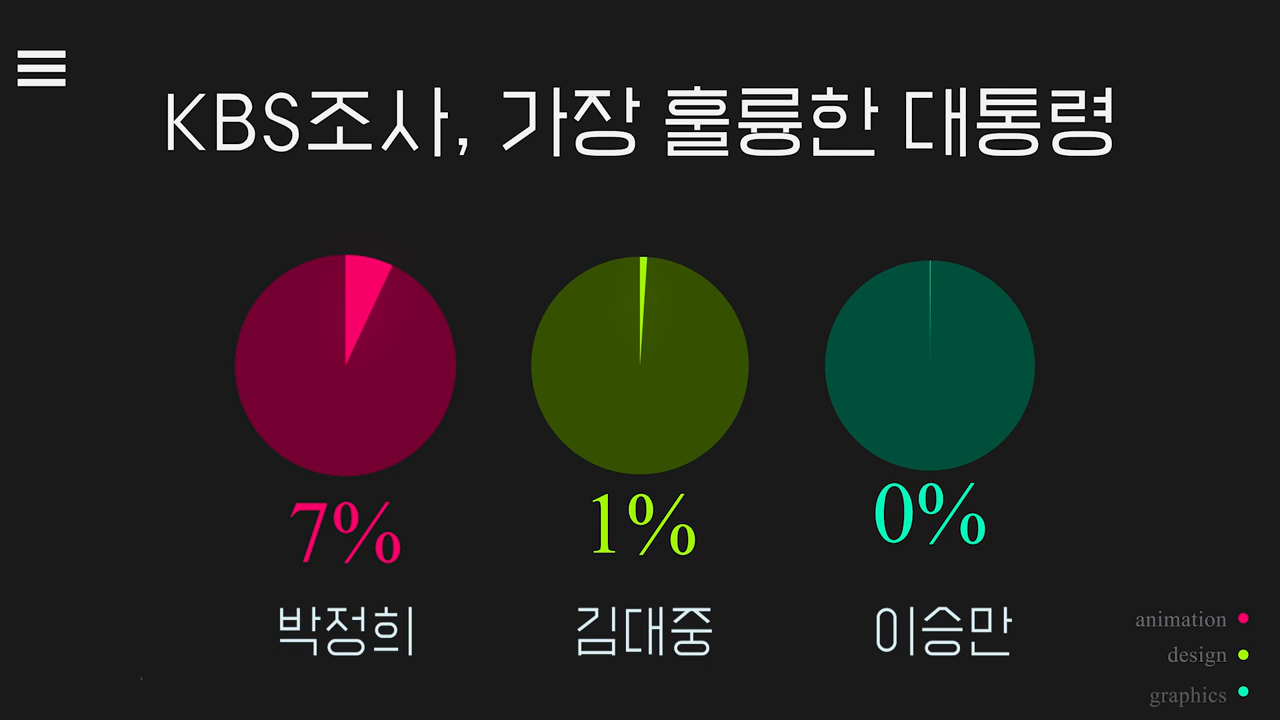 KBS조사, 가장 훌륭한 대통령
7%
1%
0%
박정희
김대중
이승만
animation
design
graphics